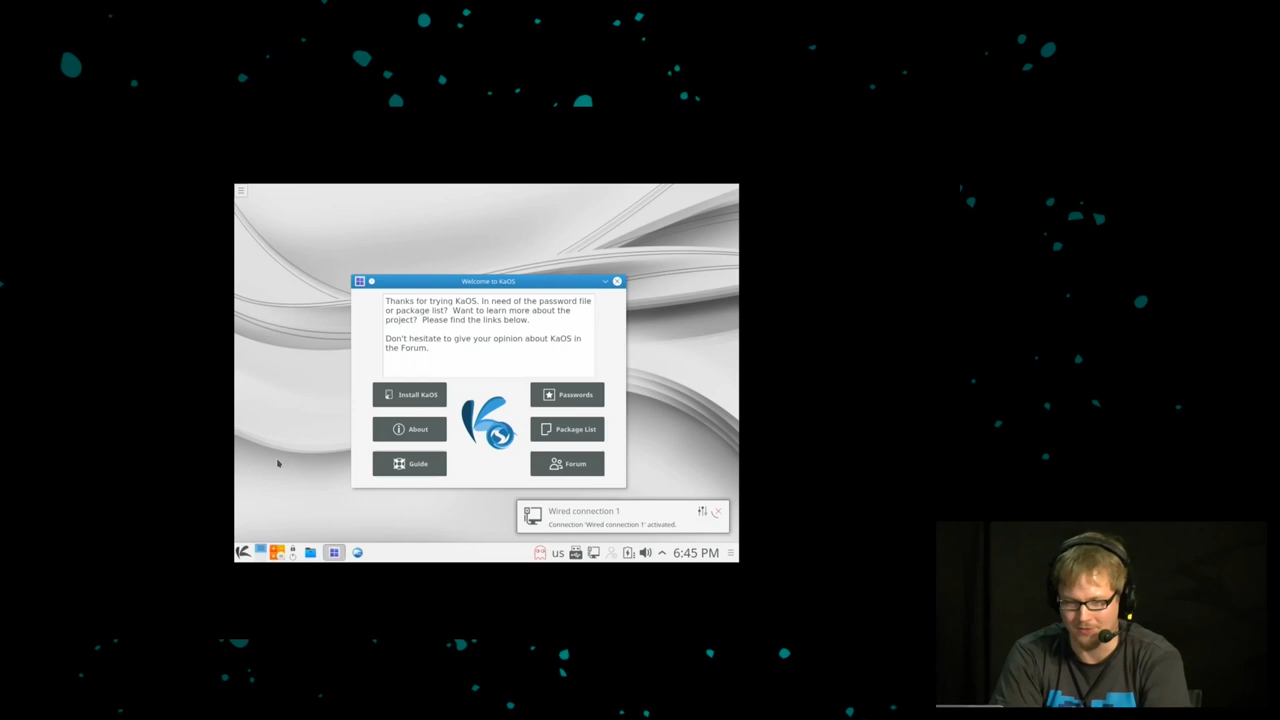 Welcome to KaOS
Thanks for trying KaOS. In need of the password file
or package list? Want to learn more about the
project? Please find the links below.
Don't hesitate to give your opinion about KaOS in
the Forum.
Install KaOS
Passwords
About
Package List
Guide
Forum
Wired connection 1
Connection 'Wired connection 1' activated.
us
6:45 PM